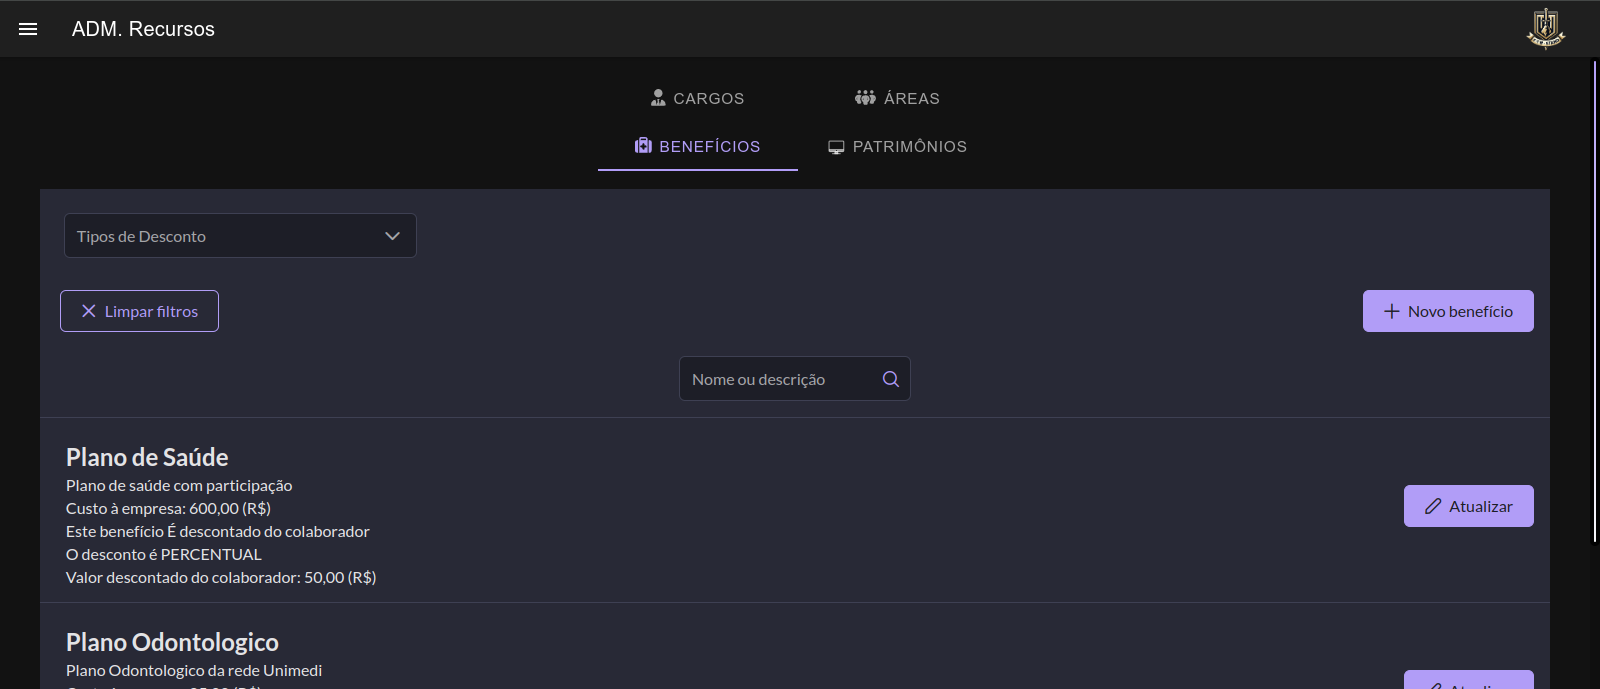 ADM. Recursos
CARGOS
ÁREAS
BENEFÍCIOS
PATRIMÔNIOS
Tipos de Desconto
Limpar filtros
Novo benefício
Nome ou descrição
Plano de Saúde
Plano de saúde com participação
Custo à empresa: 600,00 (R$)
Este benefício É descontado do colaborador
O desconto é PERCENTUAL
Valor descontado do colaborador: 50,00 (R$)
Atualizar
Plano Odontologico
Plano Odontologico da rede Unimedi